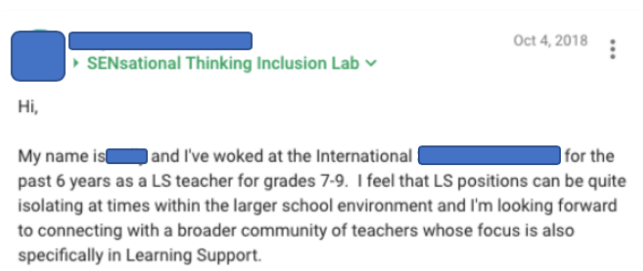 Oct 4, 2018
SENsational Thinking Inclusion Lab
Hi,
My name is and I've woked at the International for the
past 6 years as a LS teacher for grades 7-9. I feel that LS positions can be quite
isolating at times within the larger school environment and I'm looking forward
to connecting with a broader community of teachers whose focus is also
specifically in Learning Support.